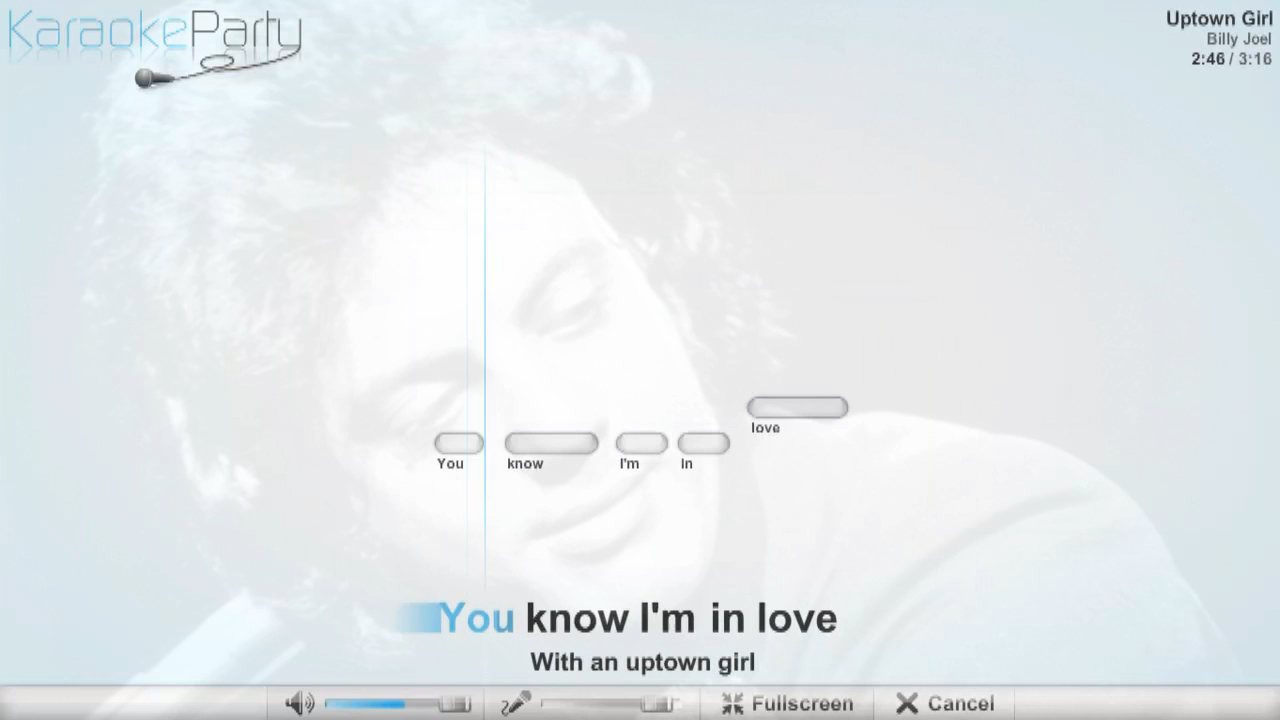 KaraokeParty
Uptown Girl
Billy Joel
2:46 / 3:16
love
You know I'm in
You know I'm in love
With an uptown girl
Fullscreen Cancel